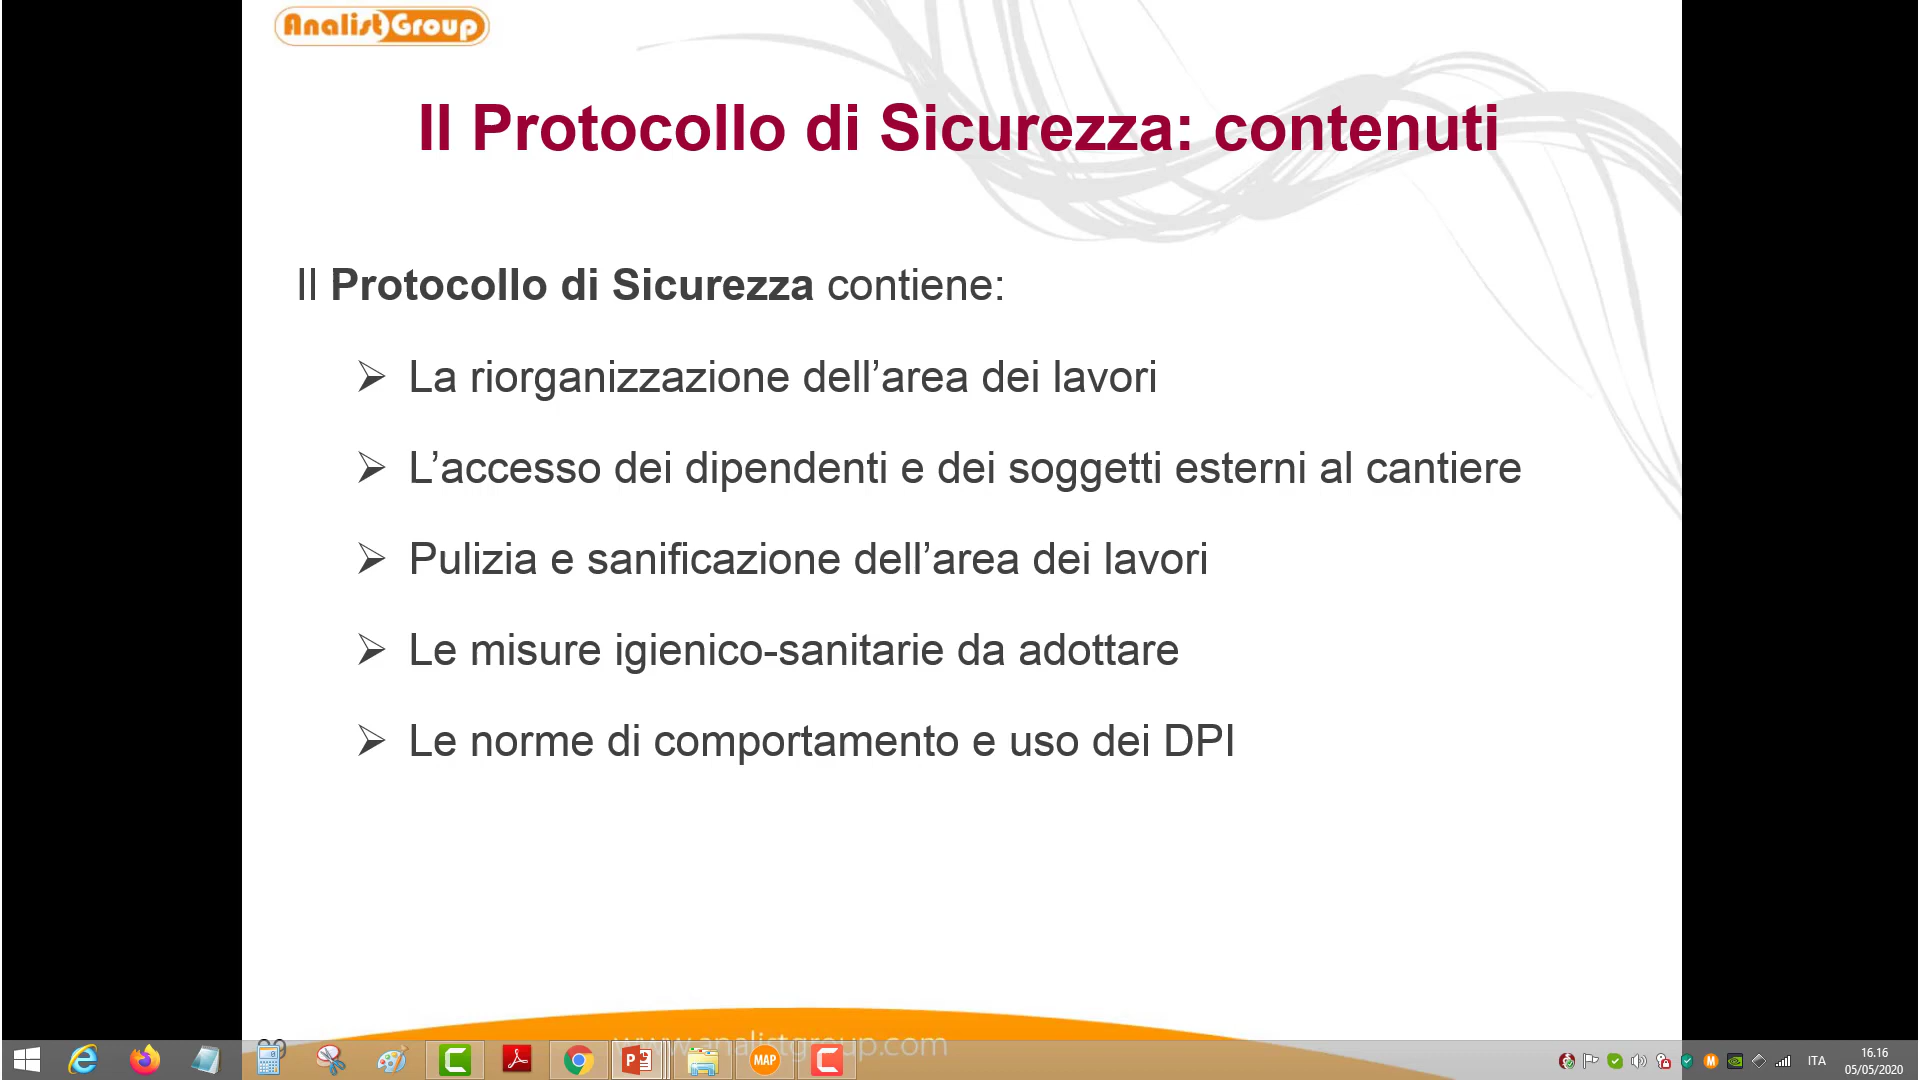 AnalistGroup
Il Protocollo di Sicurezza: contenuti
Il Protocollo di Sicurezza contiene:
La riorganizzazione dell’area dei lavori
L’accesso dei dipendenti e dei soggetti esterni al cantiere
Pulizia e sanificazione dell’area dei lavori
Le misure igienico-sanitarie da adottare
Le norme di comportamento e uso dei DPI
www.analistgroup.com
MAP
ITA
16.16
05/05/2020